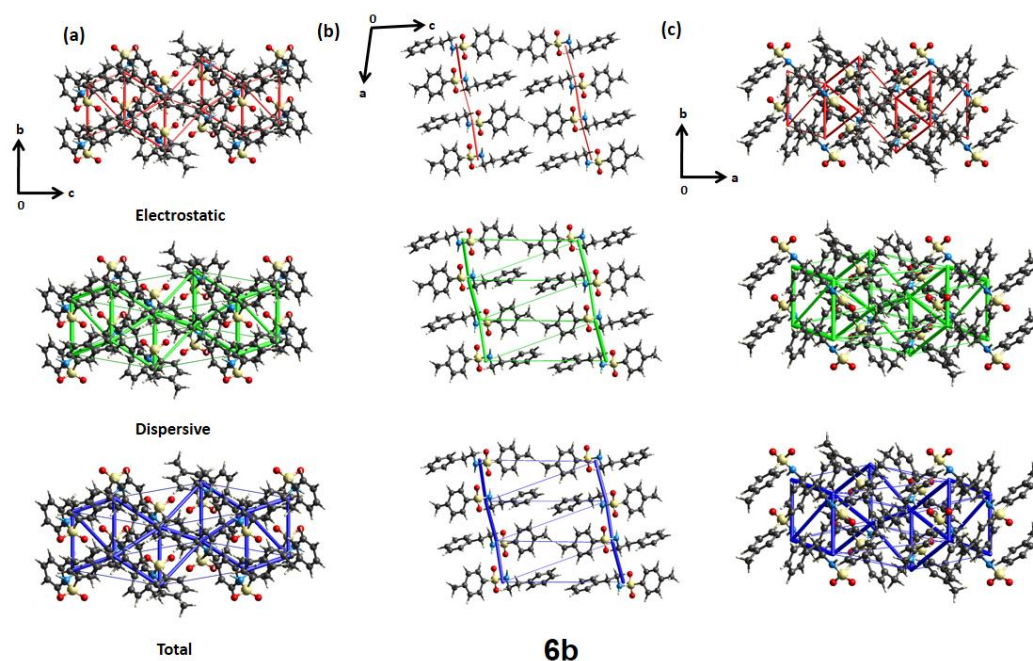 (a)
b
0
c
(b)
0
c
a
(c)
b
0
a
Electrostatic
Dispersive
Total
6b